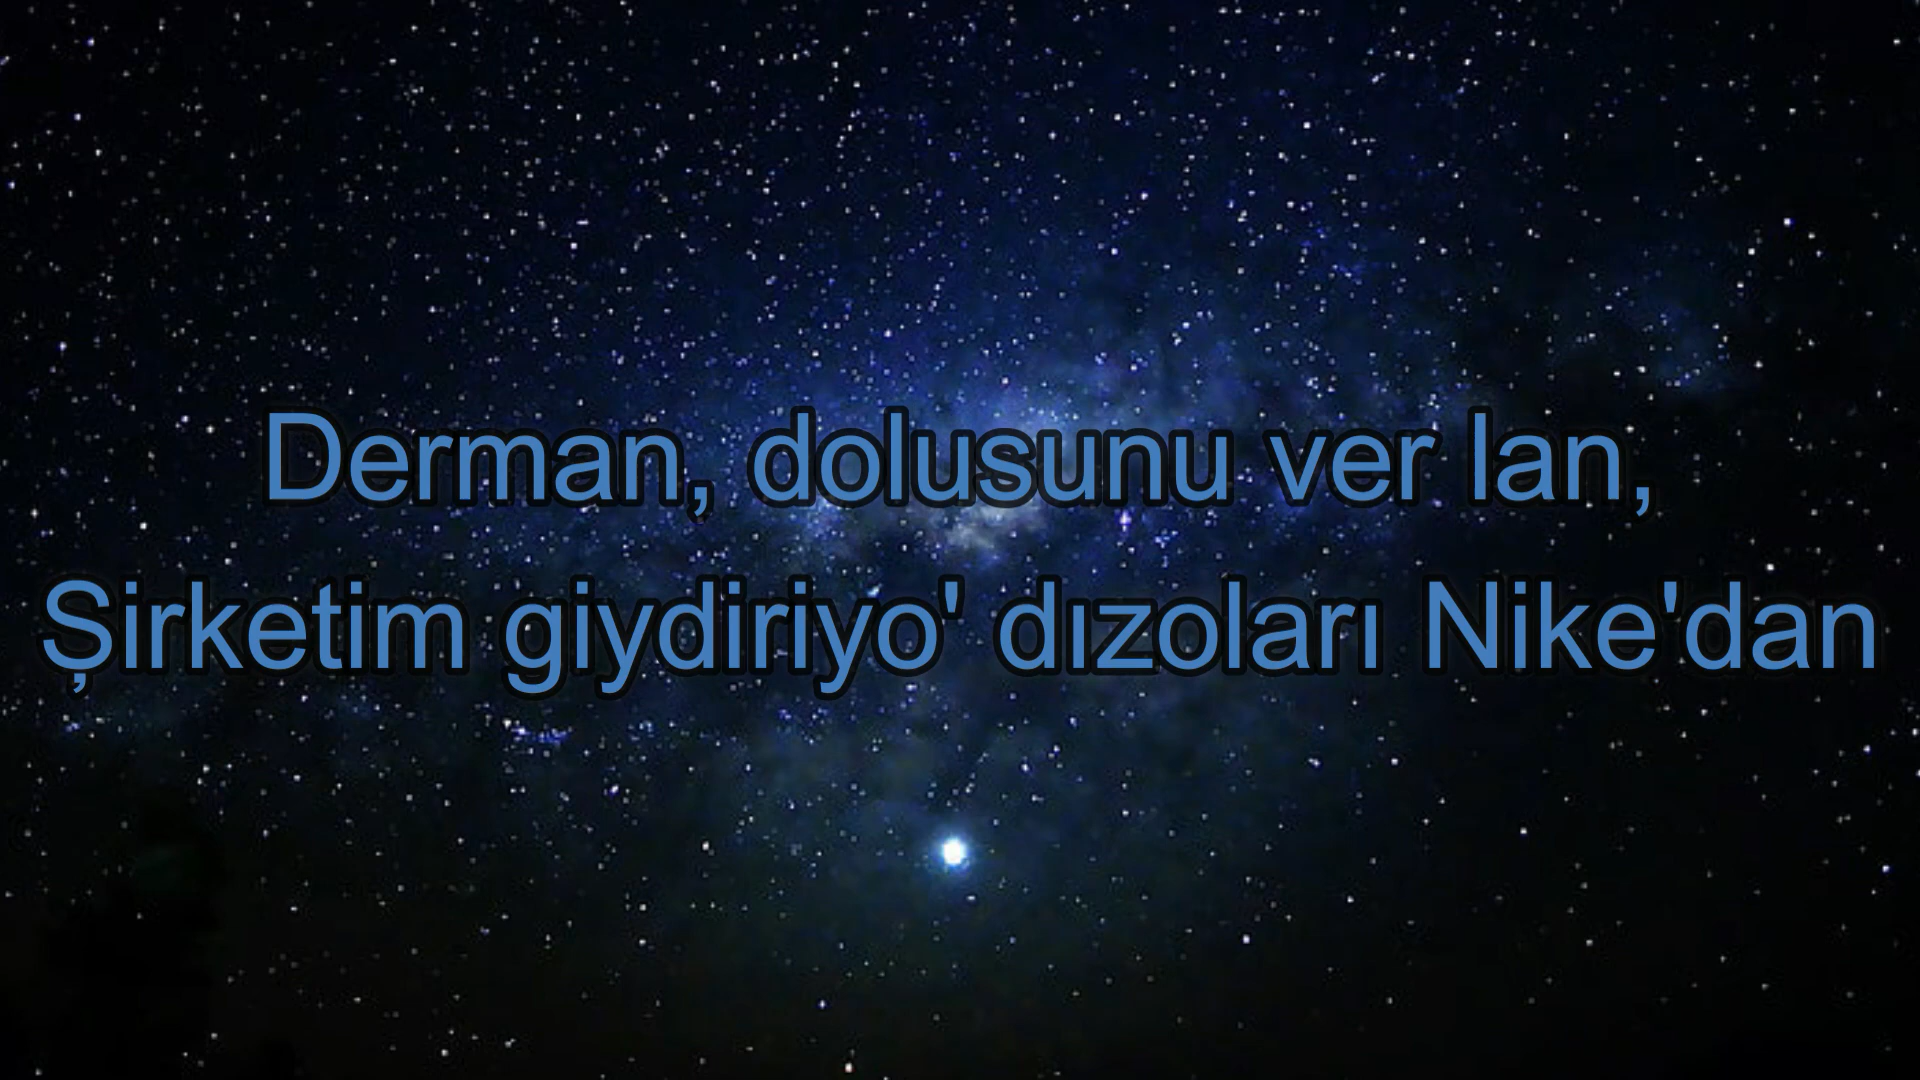 Derman, dolusunu ver lan,
Şirketim giydiriyo' dızoları Nike'dan